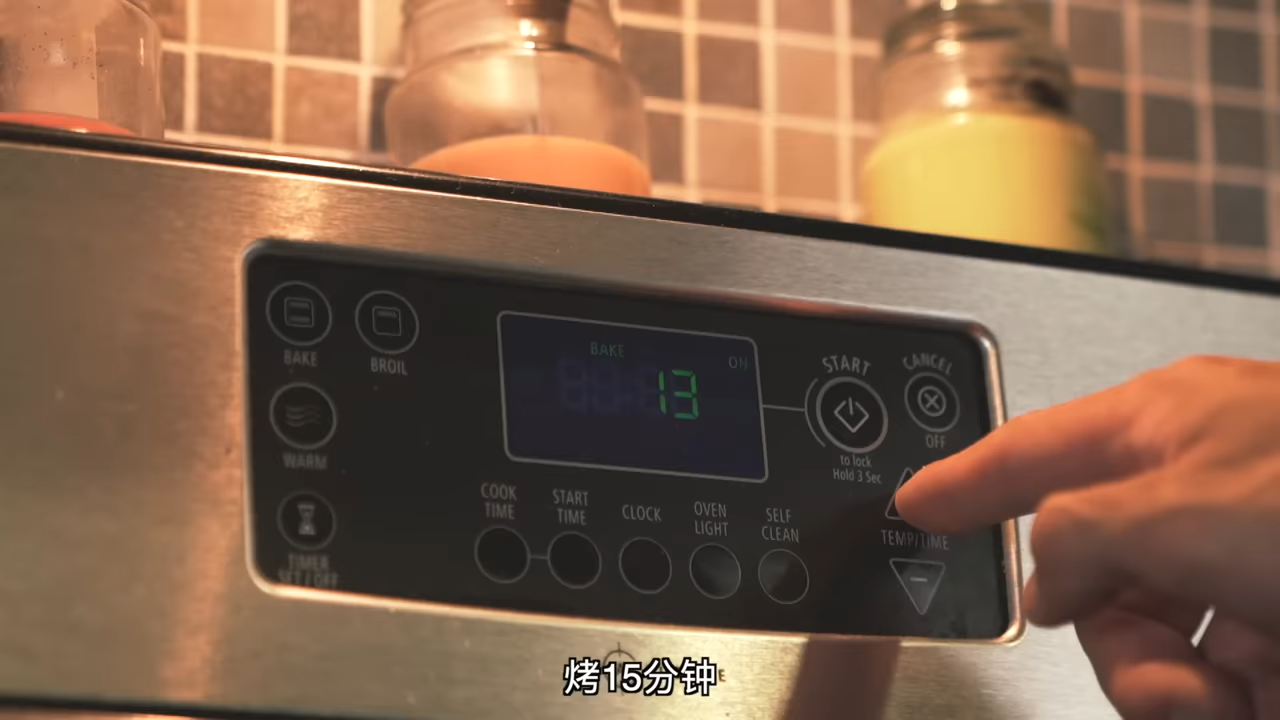 BAKE
BROIL
WARM
TIMER
SET/OFF
BAKE
ON
13
START
to lock
Hold 3 Sec
CANCEL
OFF
COOK
TIME
START
TIME
CLOCK
OVEN
LIGHT
SELF
CLEAN
TEMP/TIME
烤15分钟